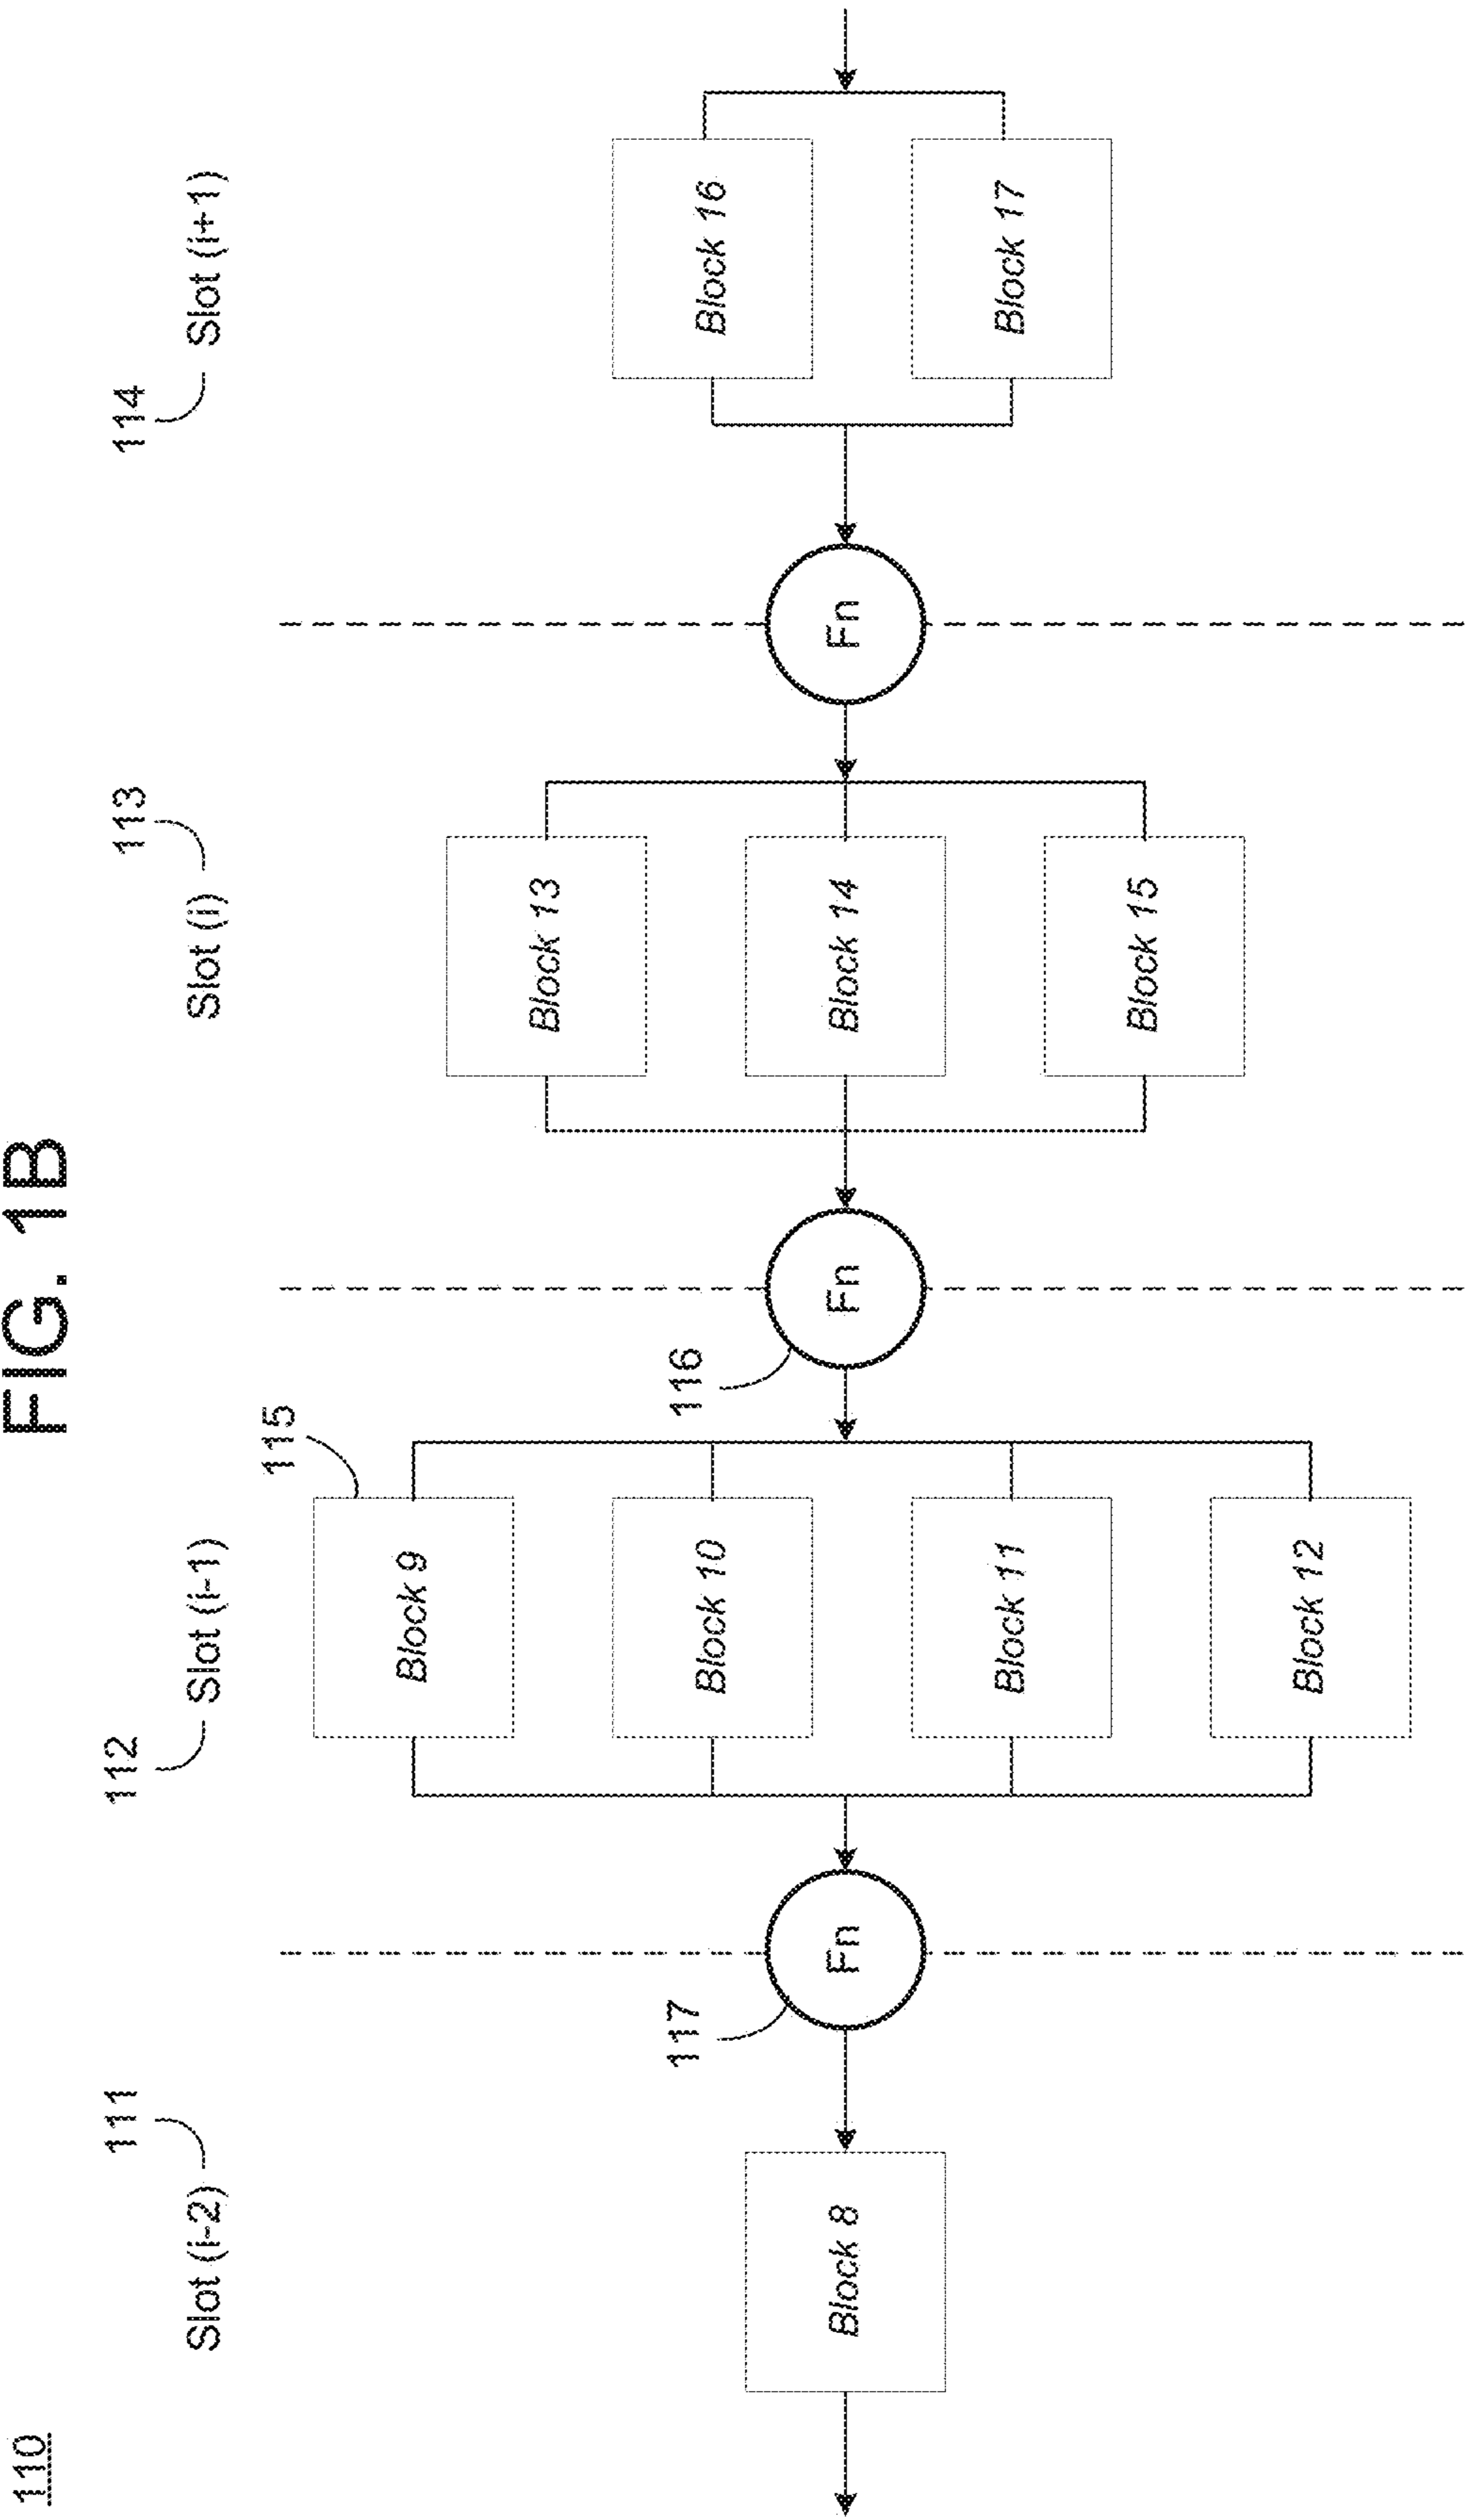 110
FIG. 1B
111
112
113
114
Slot (i-2)
Slot (i-1)
Slot (i)
Slot (i+1)
115
Block 9
Block 13
117
116
Block 10
Block 16
Block 8
Fn
Fn
Block 14
Fn
Block 11
Block 17
Block 15
Block 12